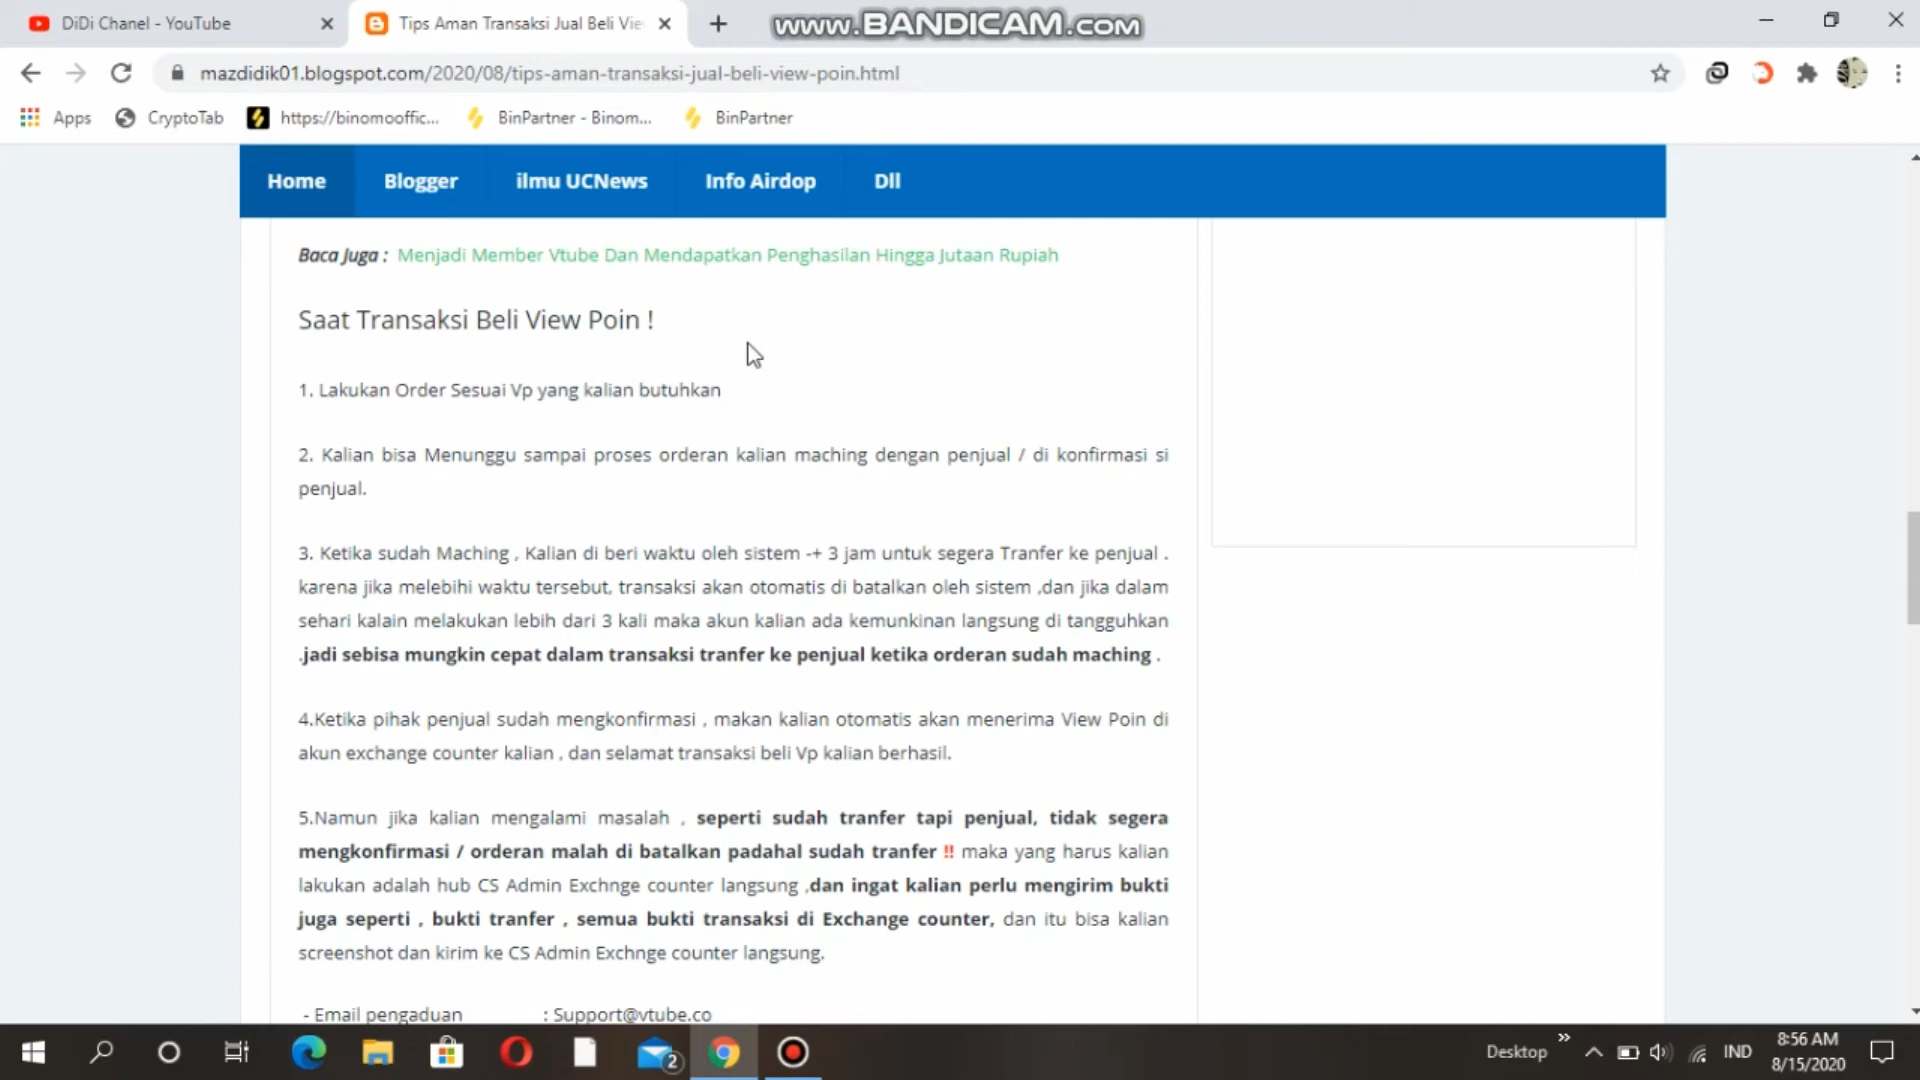 DiDi Chanel - YouTube
Tips Aman Transaksi Jual Beli Vie
www.BANDICAM.com
mazdidik01.blogspot.com/2020/08/tips-aman-transaksi-jual-beli-view-poin.html
Apps
CryptoTab
https://binomooffic...
BinPartner - Binom...
BinPartner
Home
Blogger
ilmu UCNews
Info Airdop
Dll
Baca Juga : Menjadi Member Vtube Dan Mendapatkan Penghasilan Hingga Jutaan Rupiah
Saat Transaksi Beli View Poin !
1. Lakukan Order Sesuai Vp yang kalian butuhkan
2. Kalian bisa Menunggu sampai proses orderan kalian maching dengan penjual / di konfirmasi si
penjual.
3. Ketika sudah Maching , Kalian di beri waktu oleh sistem -+ 3 jam untuk segera Tranfer ke penjual .
karena jika melebihi waktu tersebut, transaksi akan otomatis di batalkan oleh sistem ,dan jika dalam
sehari kalain melakukan lebih dari 3 kali maka akun kalian ada kemunkinan langsung di tangguhkan
.jadi sebisa mungkin cepat dalam transaksi tranfer ke penjual ketika orderan sudah maching .
4.Ketika pihak penjual sudah mengkonfirmasi , makan kalian otomatis akan menerima View Poin di
akun exchange counter kalian , dan selamat transaksi beli Vp kalian berhasil.
5.Namun jika kalian mengalami masalah , seperti sudah tranfer tapi penjual, tidak segera
mengkonfirmasi / orderan malah di batalkan padahal sudah tranfer !! maka yang harus kalian
lakukan adalah hub CS Admin Exchnge counter langsung ,dan ingat kalian perlu mengirim bukti
juga seperti , bukti tranfer , semua bukti transaksi di Exchange counter, dan itu bisa kalian
screenshot dan kirim ke CS Admin Exchnge counter langsung.
- Email pengaduan : Support@vtube.co
2
Desktop
IND
8:56 AM
8/15/2020